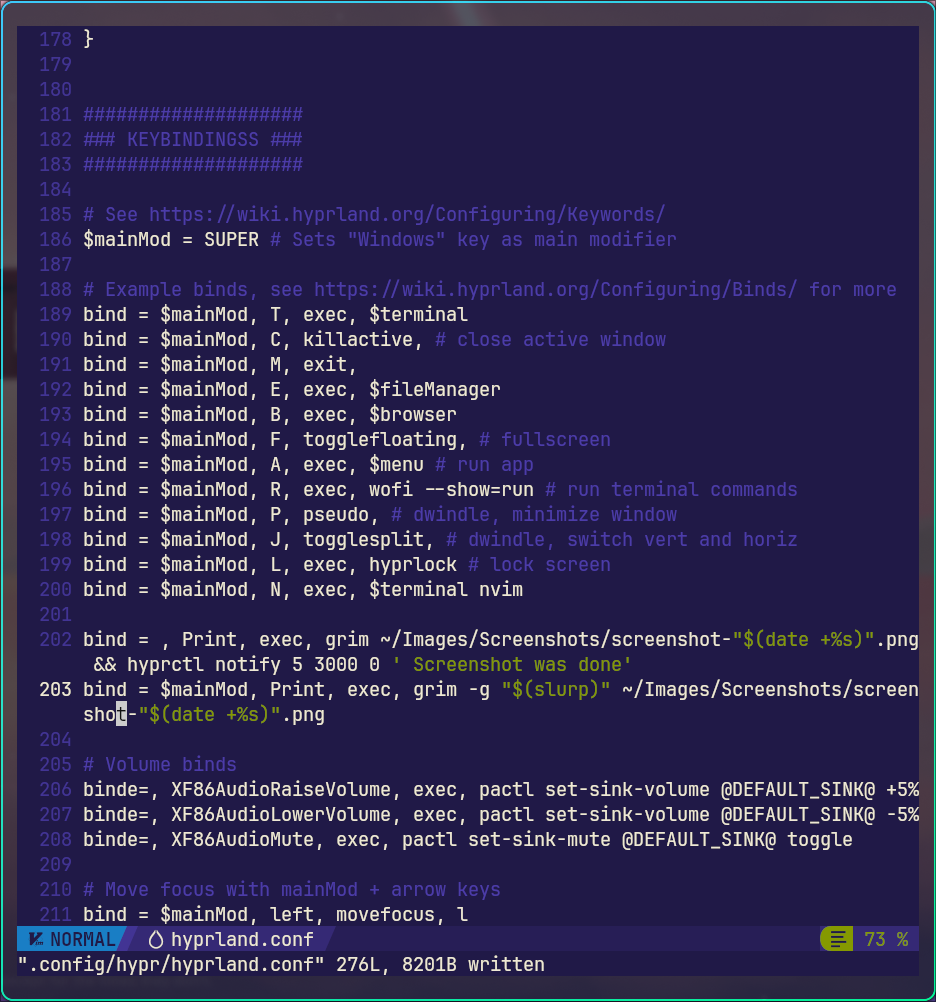 178 }
179
180
181 ####################
182 ### KEYBINDINGSS ###
183 ####################
184
185 # See https://wiki.hyprland.org/Configuring/Keywords/
186 $mainMod = SUPER # Sets "Windows" key as main modifier
187
188 # Example binds, see https://wiki.hyprland.org/Configuring/Binds/ for more
189 bind = $mainMod, T, exec, $terminal
190 bind = $mainMod, C, killactive, # close active window
191 bind = $mainMod, M, exit,
192 bind = $mainMod, E, exec, $fileManager
193 bind = $mainMod, B, exec, $browser
194 bind = $mainMod, F, togglefloating, # fullscreen
195 bind = $mainMod, A, exec, $menu # run app
196 bind = $mainMod, R, exec, wofi --show=run # run terminal commands
197 bind = $mainMod, P, pseudo, # dwindle, minimize window
198 bind = $mainMod, J, togglesplit, # dwindle, switch vert and horiz
199 bind = $mainMod, L, exec, hyprlock # lock screen
200 bind = $mainMod, N, exec, $terminal nvim
201
202 bind = , Print, exec, grim ~/Images/Screenshots/screenshot-"$(date +%s)".png
 && hyprctl notify 5 3000 0 ' Screenshot was done'
203 bind = $mainMod, Print, exec, grim -g "$(slurp)" ~/Images/Screenshots/screen
shot-"$(date +%s)".png
204
205 # Volume binds
206 binde=, XF86AudioRaiseVolume, exec, pactl set-sink-volume @DEFAULT_SINK@ +5%
207 binde=, XF86AudioLowerVolume, exec, pactl set-sink-volume @DEFAULT_SINK@ -5%
208 binde=, XF86AudioMute, exec, pactl set-sink-mute @DEFAULT_SINK@ toggle
209
210 # Move focus with mainMod + arrow keys
211 bind = $mainMod, left, movefocus, l
NORMAL hyprland.conf 73 %
".config/hypr/hyprland.conf" 276L, 8201B written